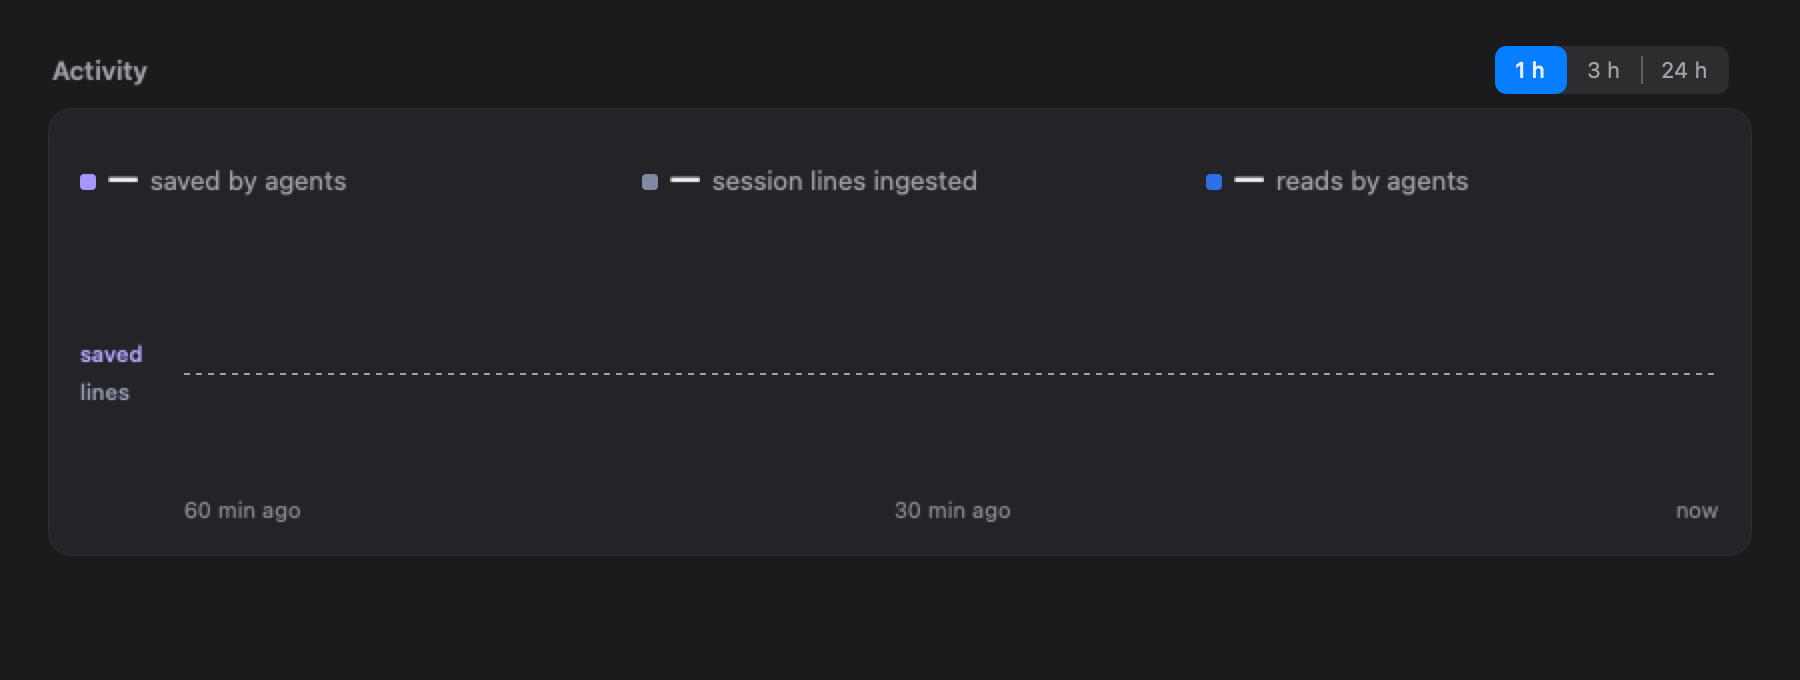 Activity
1 h
3 h
24 h
— saved by agents
— session lines ingested
— reads by agents
saved
lines
60 min ago
30 min ago
now